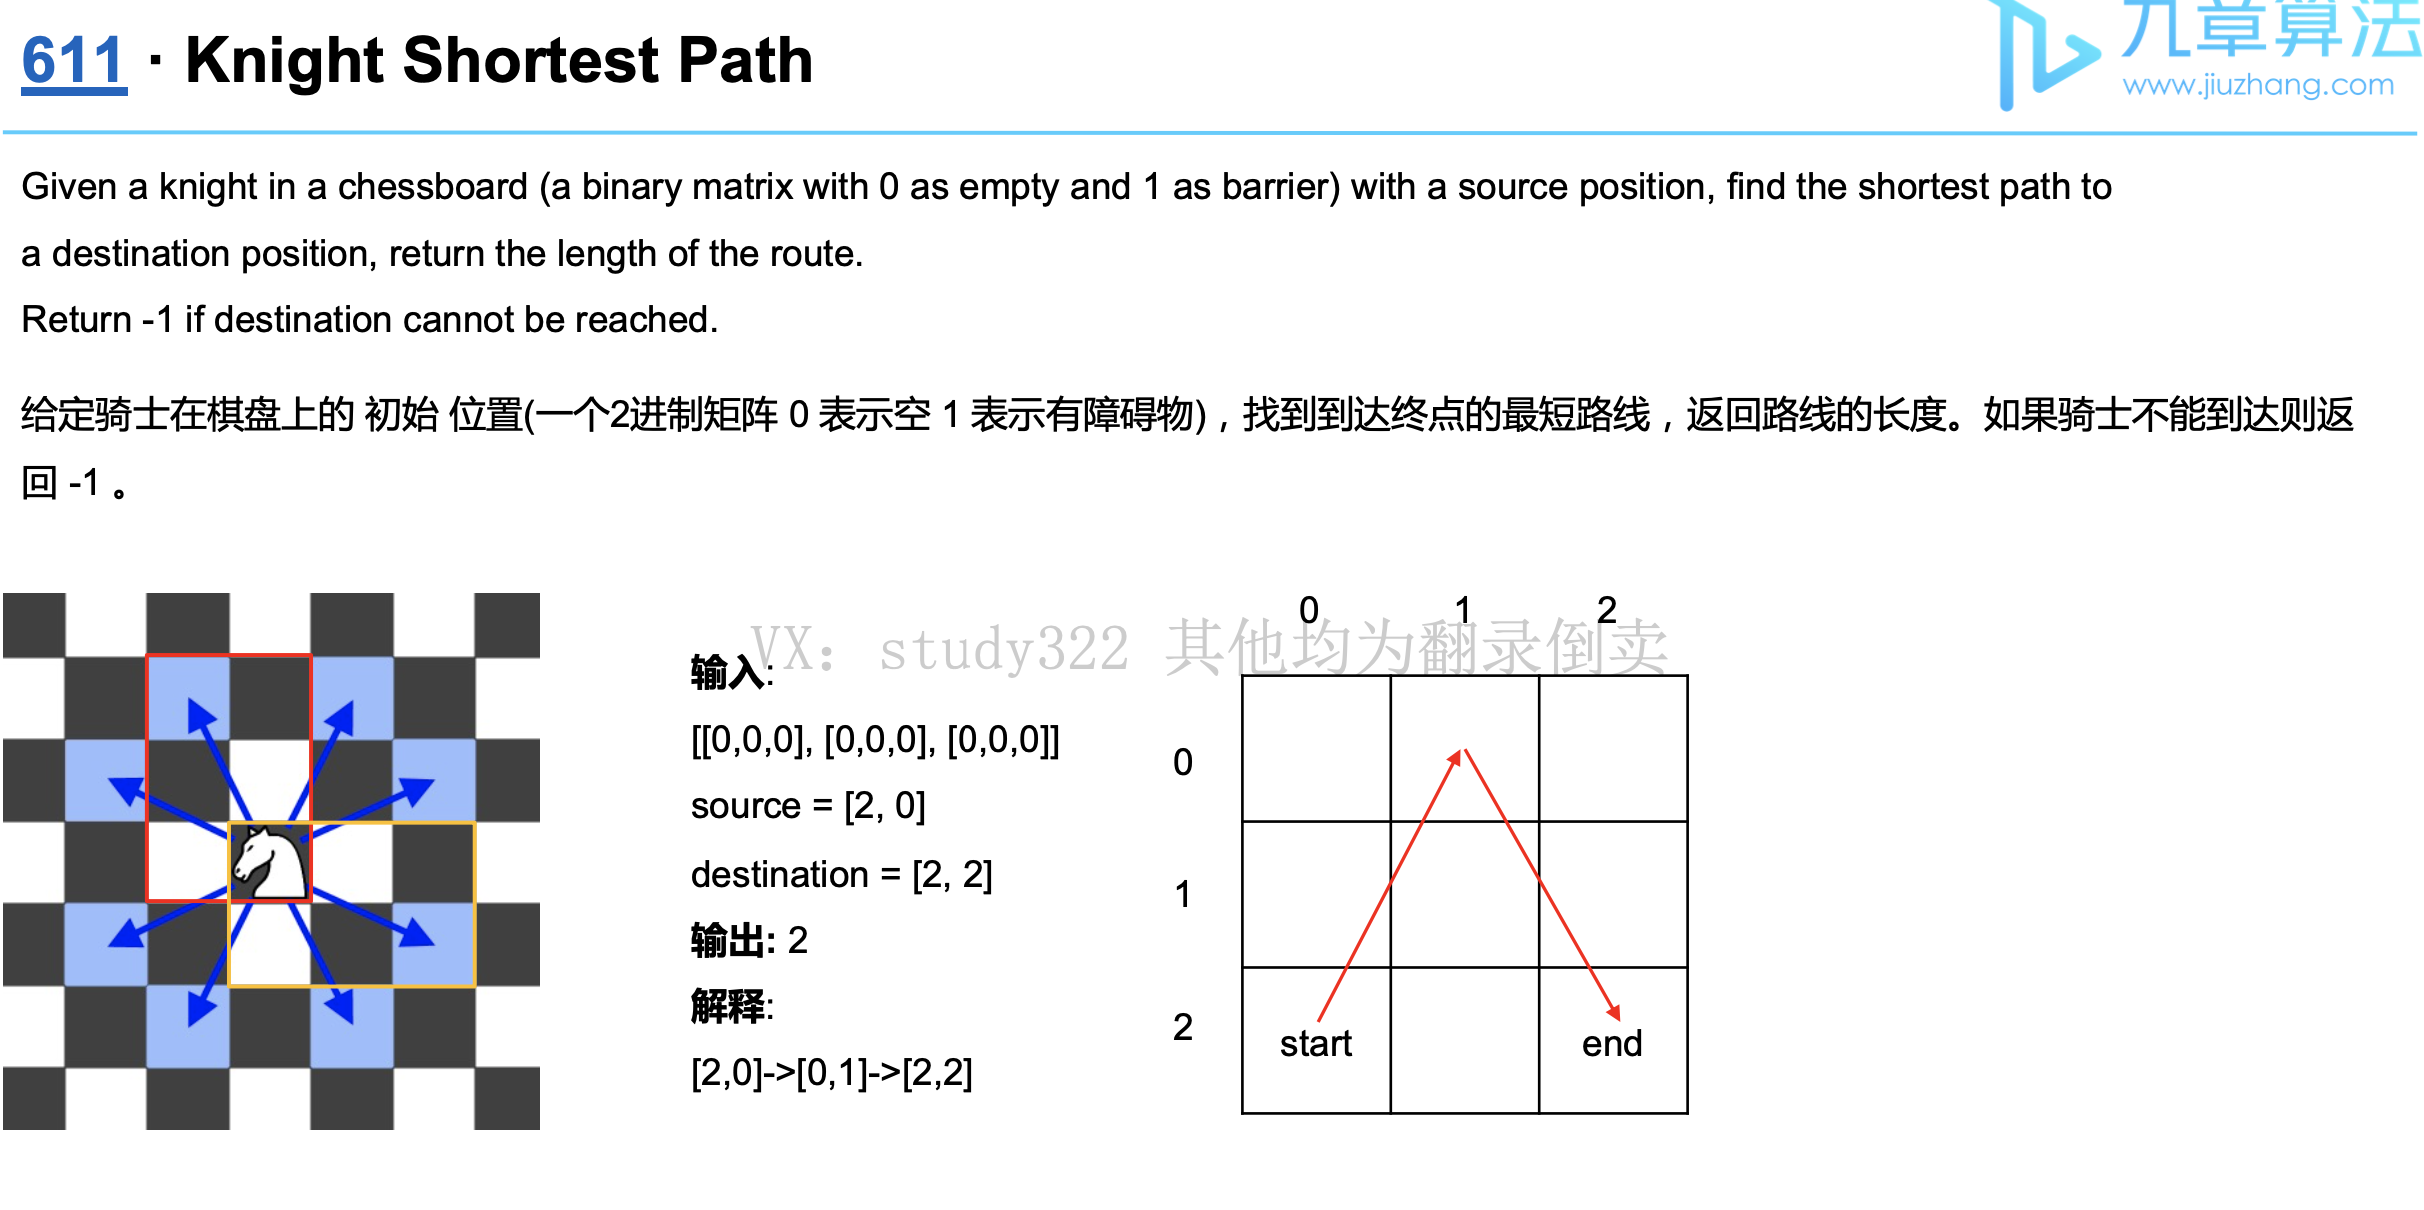 611 · Knight Shortest Path
九章算法
www.jiuzhang.com
Given a knight in a chessboard (a binary matrix with 0 as empty and 1 as barrier) with a source position, find the shortest path to
a destination position, return the length of the route.
Return -1 if destination cannot be reached.
给定骑士在棋盘上的 初始 位置(一个2进制矩阵 0 表示空 1 表示有障碍物)，找到到达终点的最短路线，返回路线的长度。如果骑士不能到达则返
回 -1 。
VX: study322 其他均为翻录倒卖
输入:
[[0,0,0], [0,0,0], [0,0,0]]
source = [2, 0]
destination = [2, 2]
输出: 2
解释:
[2,0]->[0,1]->[2,2]
0 1 2
0
1
2
start end